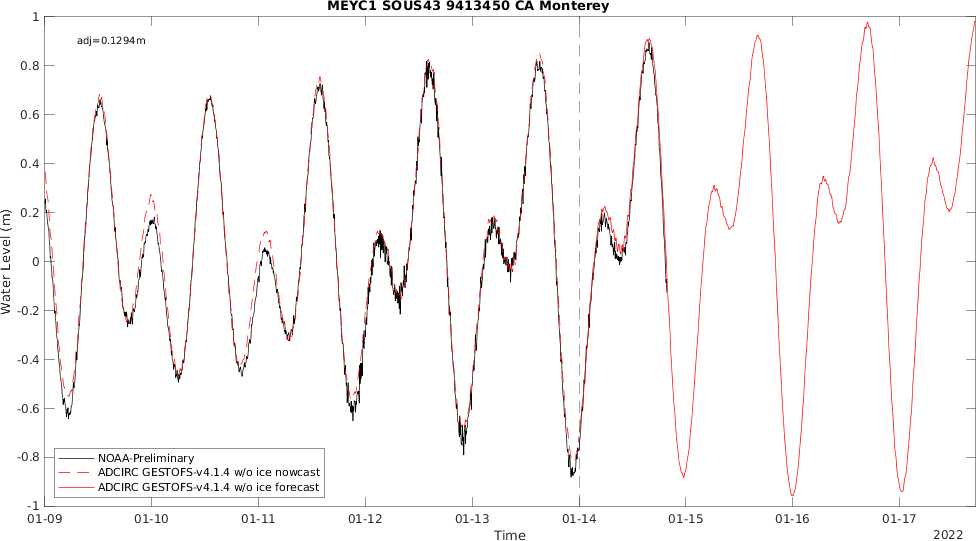 MEYC1 SOUS43 9413450 CA Monterey
adj=0.1294m
1
0.8
0.6
0.4
0.2
0
-0.2
-0.4
-0.6
-0.8
-1
Water Level (m)
NOAA-Preliminary
ADCIRC GESTOFS-v4.1.4 w/o ice nowcast
ADCIRC GESTOFS-v4.1.4 w/o ice forecast
01-09 01-10 01-11 01-12 01-13 01-14 01-15 01-16 01-17
Time
2022